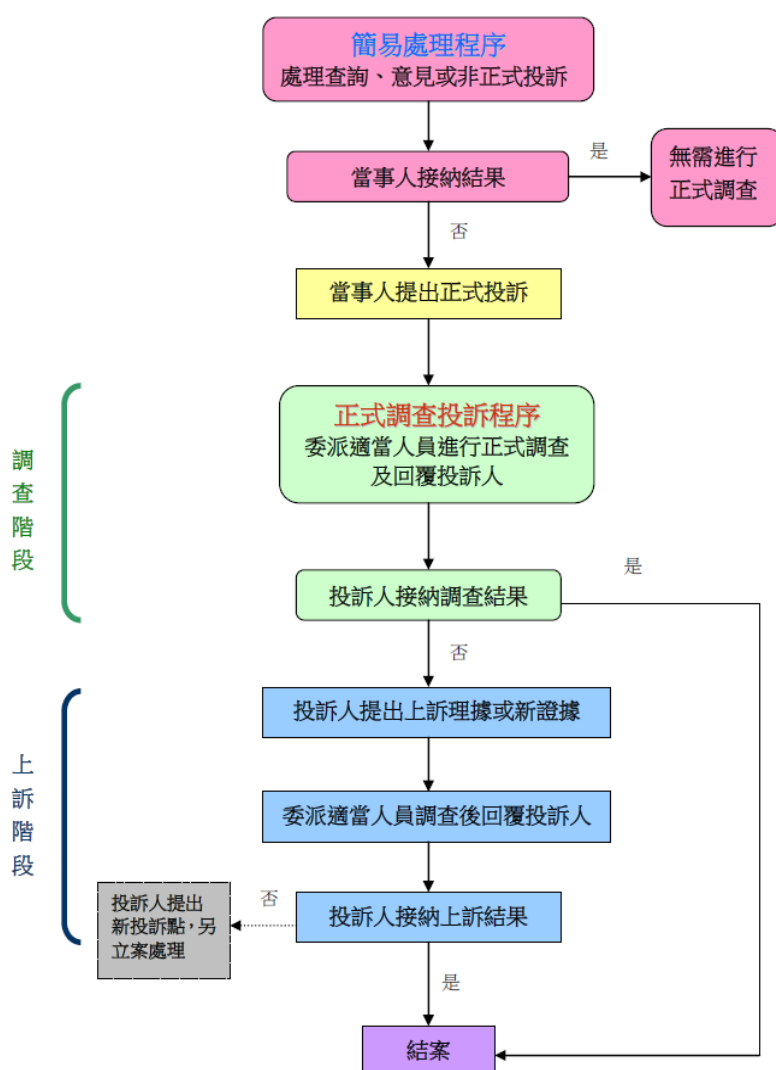 簡易處理程序
處理查詢、意見或非正式投訴
當事人接納結果
是
無需進行
正式調查
否
當事人提出正式投訴
調
查
階
段
正式調查投訴程序
委派適當人員進行正式調查
及回覆投訴人
投訴人接納調查結果
是
否
上
訴
階
段
投訴人提出上訴理據或新證據
委派適當人員調查後回覆投訴人
投訴人接納上訴結果
否
投訴人提出
新投訴點，另
立案處理
是
結案